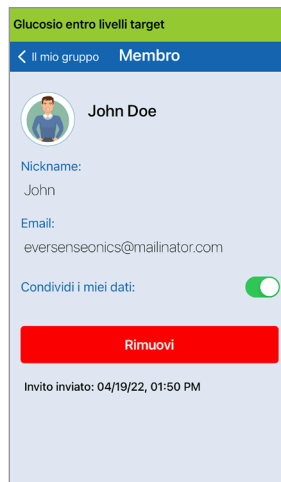 Glucosio entro livelli target
Il mio gruppo Membro
John Doe
Nickname:
John
Email:
eversenseonics@mailinator.com
Condividi i miei dati:
Rimuovi
Invito inviato: 04/19/22, 01:50 PM